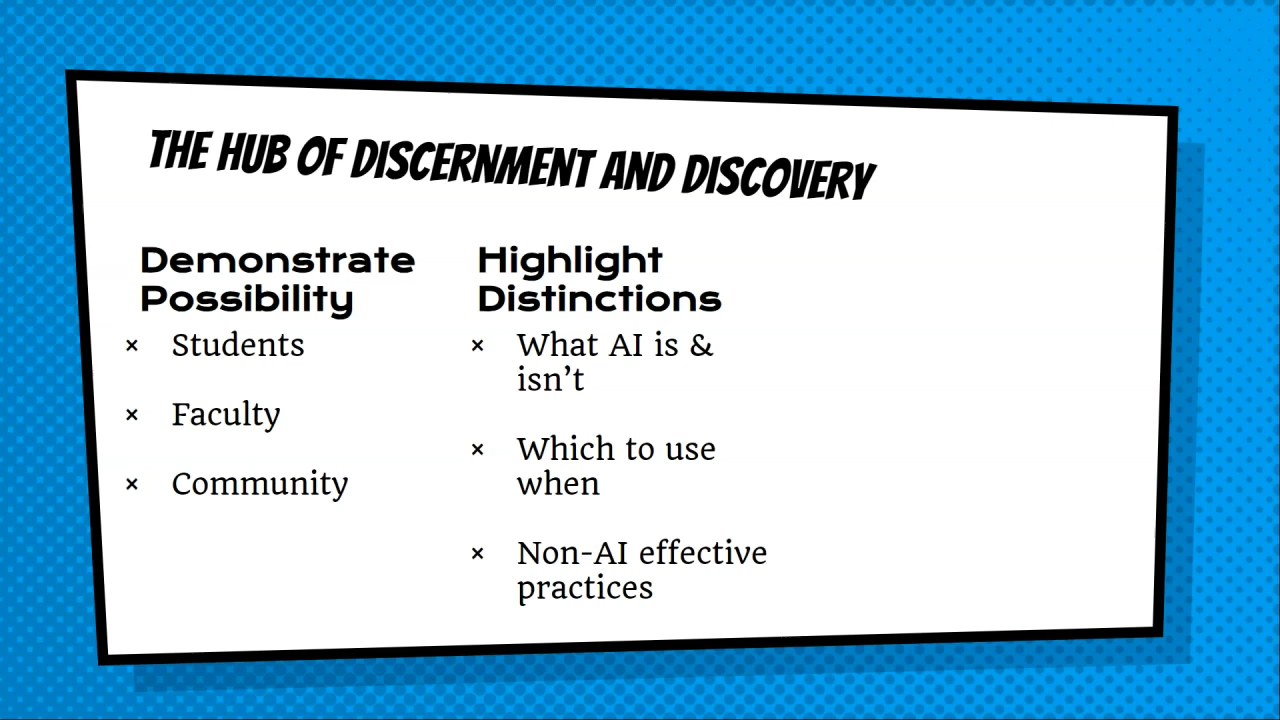 THE HUB OF DISCERNMENT AND DISCOVERY
Demonstrate
Possibility
× Students
× Faculty
× Community
Highlight
Distinctions
× What AI is &
isn’t
× Which to use
when
× Non-AI effective
practices